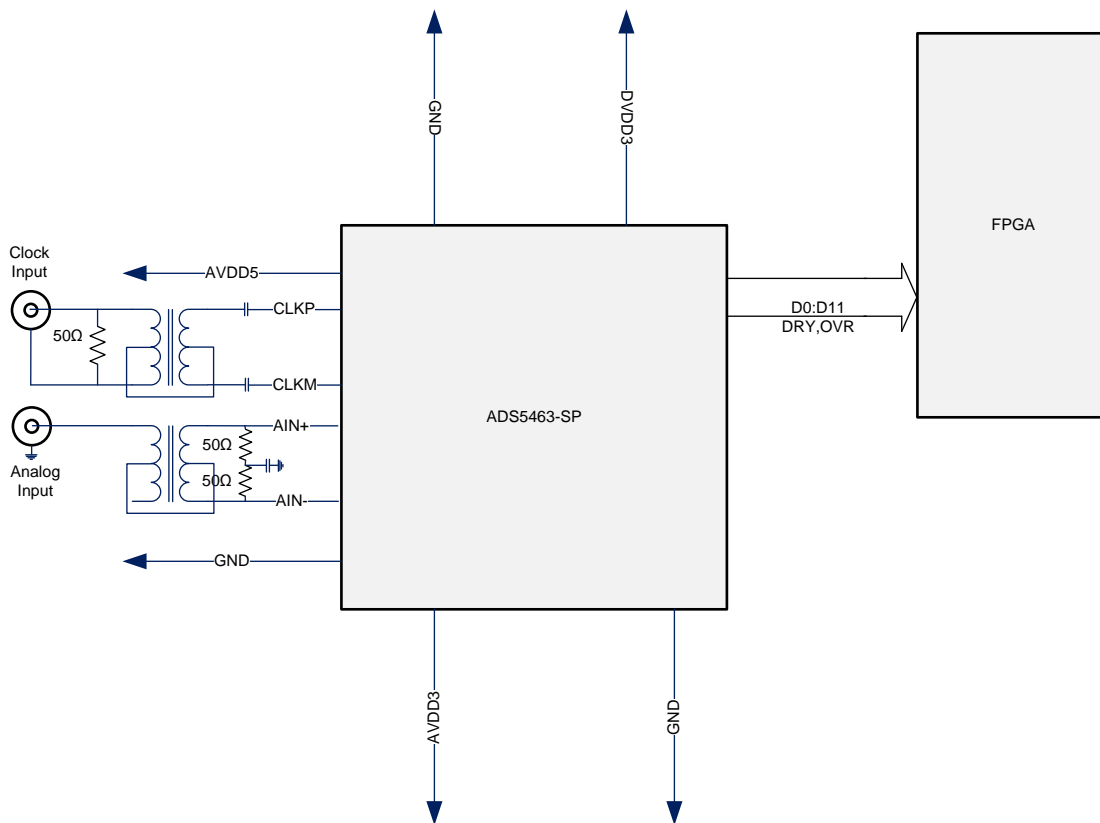 GND
DVDD3
FPGA
Clock
Input
AVDD5
CLKP
50Ω
D0:D11
DRY,OVR
CLKM
ADS5463-SP
AIN+
50Ω
Analog
Input
50Ω
AIN-
GND
AVDD3
GND